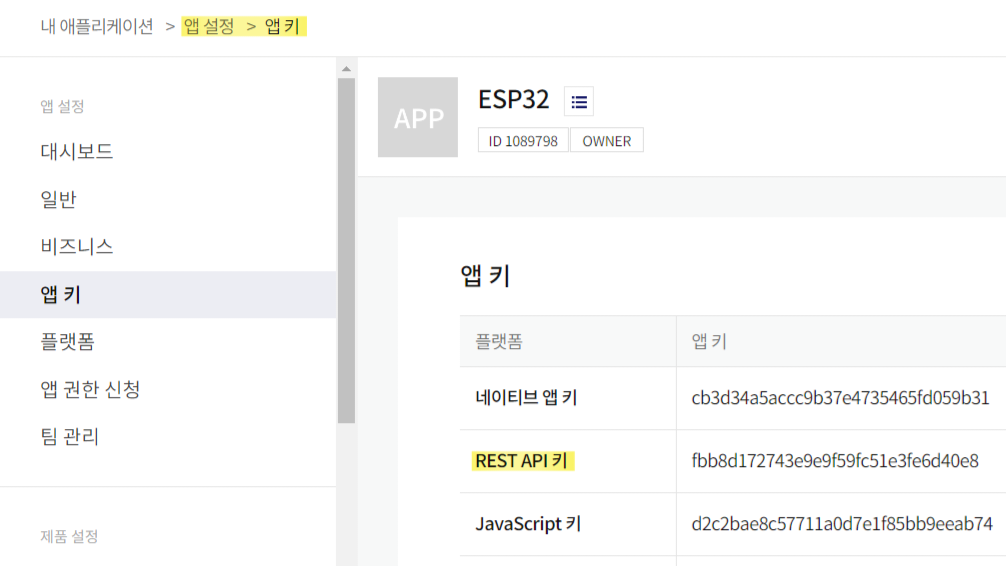 내 애플리케이션 > 앱 설정 > 앱 키
앱 설정
대시보드
일반
비즈니스
앱 키
플랫폼
앱 권한 신청
팀 관리
제품 설정
APP
ESP32
ID 1089798 OWNER
앱 키
플랫폼 앱 키
네이티브 앱 키 cb3d34a5accc9b37e4735465fd059b31
REST API 키 fbb8d172743e9e9f59fc51e3fe6d40e8
JavaScript 키 d2c2bae8c57711a0d7e1f85bb9eeab74